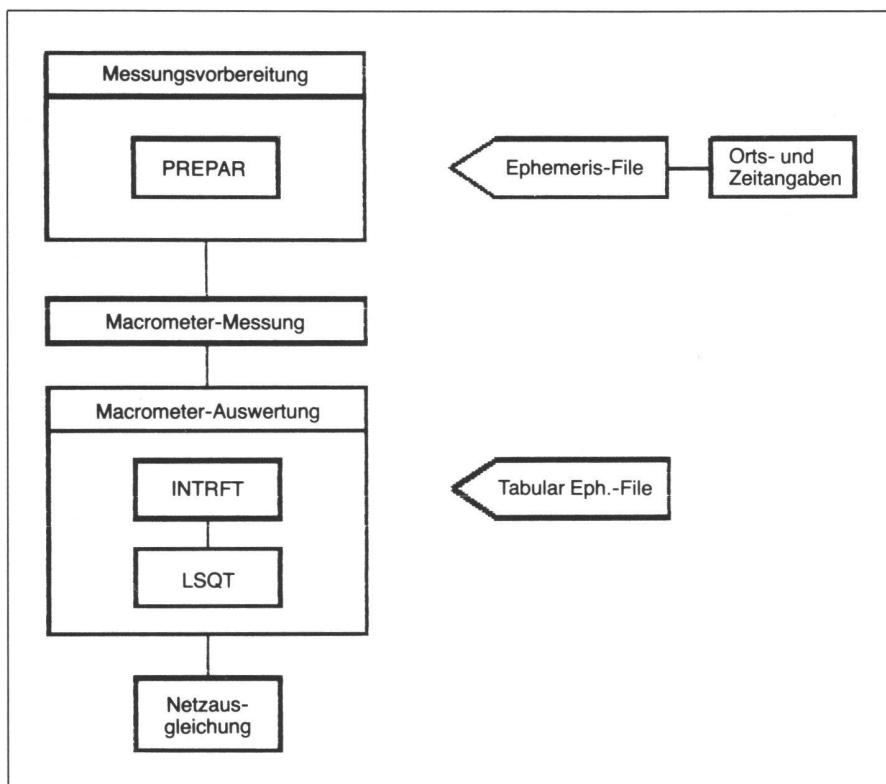 Messungsvorbereitung
PREPAR
Ephemeris-File
Orts- und
Zeitangaben
Macrometer-Messung
Macrometer-Auswertung
INTRFT
Tabular Eph.-File
LSQT
Netzaus-
gleichung